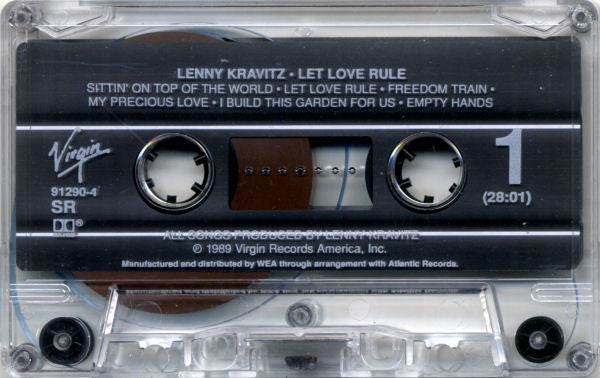 LENNY KRAVITZ • LET LOVE RULE
SITTIN' ON TOP OF THE WORLD • LET LOVE RULE • FREEDOM TRAIN •
MY PRECIOUS LOVE • I BUILD THIS GARDEN FOR US • EMPTY HANDS
Virgin
91290-4
SR
1
(28:01)
ALL SONGS PRODUCED BY LENNY KRAVITZ
℗ 1989 Virgin Records America, Inc.
Manufactured and distributed by WEA through arrangement with Atlantic Records.